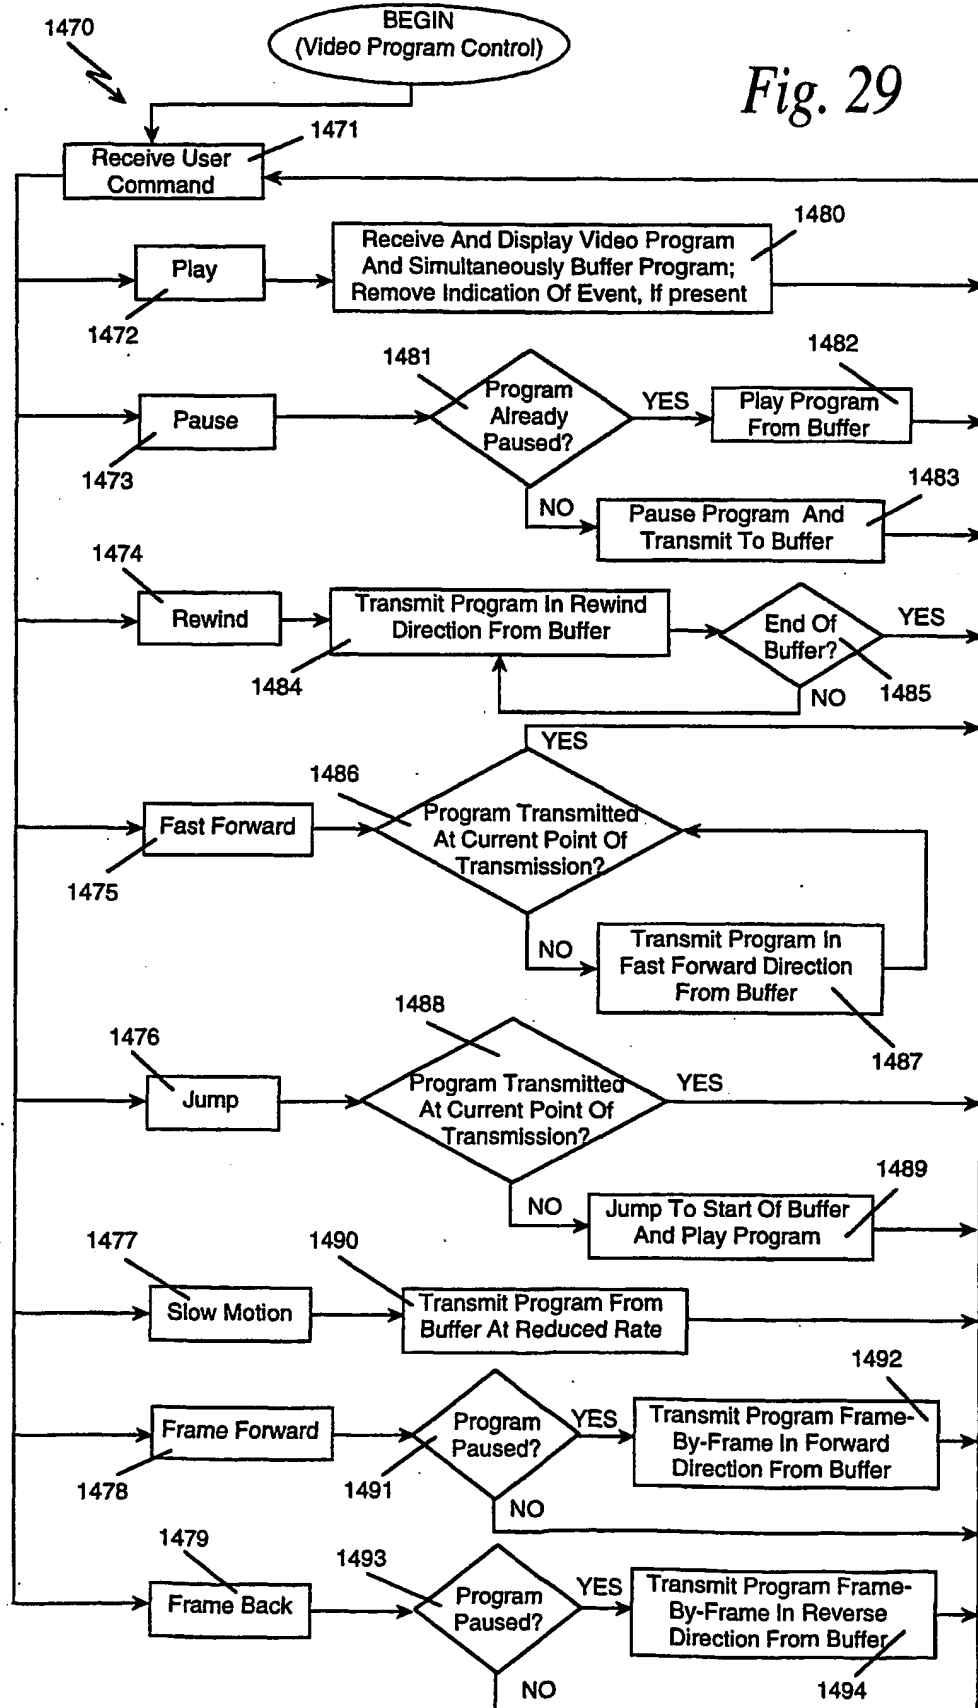 1470
BEGIN
(Video Program Control)
Fig. 29
1471
Receive User
Command
1480
Play
Receive And Display Video Program
And Simultaneously Buffer Program;
Remove Indication Of Event, If present
1472
1481
1482
Pause
Program
Already
Paused?
YES
Play Program
From Buffer
1473
NO
1483
Pause Program And
Transmit To Buffer
1474
Rewind
Transmit Program In Rewind
Direction From Buffer
End Of
Buffer?
YES
1484
NO
1485
YES
1486
Fast Forward
Program Transmitted
At Current Point Of
Transmission?
1475
NO
Transmit Program In
Fast Forward Direction
From Buffer
1487
1488
1476
Jump
Program Transmitted
At Current Point Of
Transmission?
YES
1489
NO
Jump To Start Of Buffer
And Play Program
1477
1490
Slow Motion
Transmit Program From
Buffer At Reduced Rate
1492
Frame Forward
Program
Paused?
YES
Transmit Program Frame-
By-Frame In Forward
Direction From Buffer
1478
1491
NO
1479
1493
Frame Back
Program
Paused?
YES
Transmit Program Frame-
By-Frame In Reverse
Direction From Buffer
NO
1494